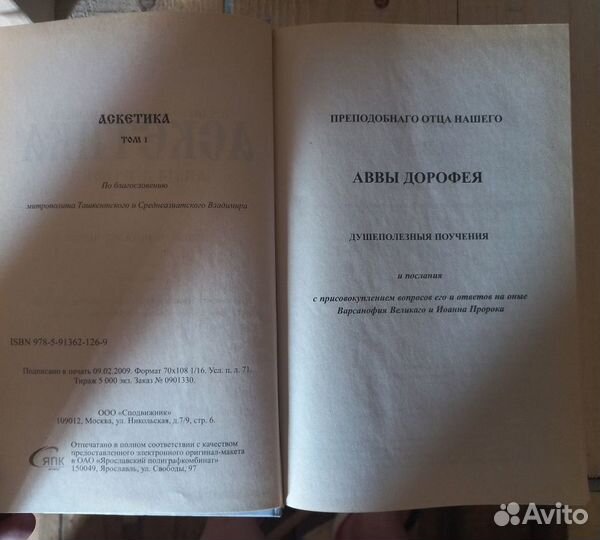 АСКЕТИКА
ТОМ I
По благословению
митрополита Ташкентского и Среднеазиатского Владимира
ISBN 978-5-91362-126-9
Подписано в печать 09.02.2009. Формат 70х108 1/16. Усл. п. л. 71.
Тираж 5 000 экз. Заказ № 0901330.
ООО «Сподвижник»
109012, Москва, ул. Никольская, д.7/9, стр. 6.
ЯПК
Отпечатано в полном соответствии с качеством
предоставленного электронного оригинал-макета
в ОАО «Ярославский полиграфкомбинат»
150049, Ярославль, ул. Свободы, 97
ПРЕПОДОБНАГО ОТЦА НАШЕГО
АВВЫ ДОРОФЕЯ
ДУШЕПОЛЕЗНЫЯ ПОУЧЕНИЯ
и послания
с присовокуплением вопросов его и ответов на оные
Варсанофия Великаго и Иоанна Пророка
Avito